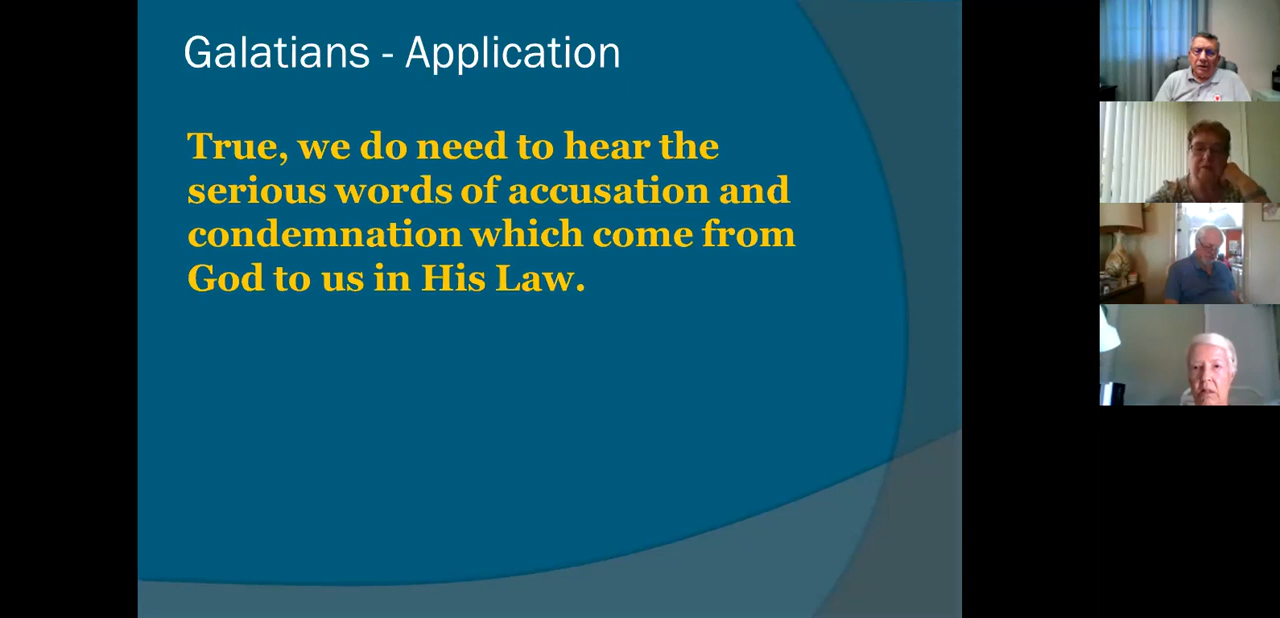 Galatians - Application
True, we do need to hear the
serious words of accusation and
condemnation which come from
God to us in His Law.